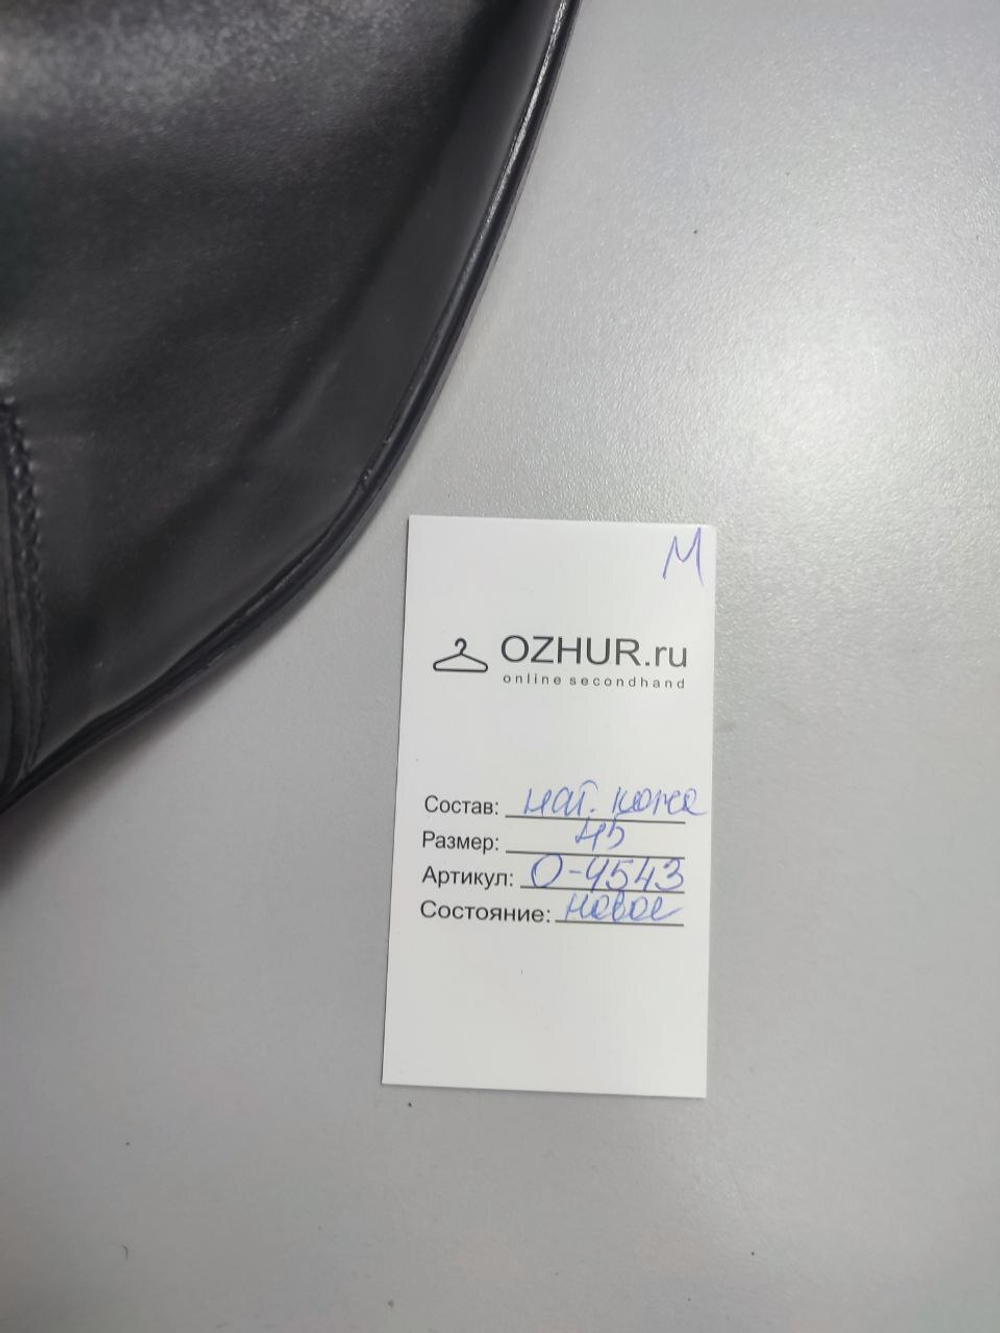 М
OZHUR.ru
online secondhand
Состав: нат. кожа
Размер: 45
Артикул: О-4543
Состояние: новое